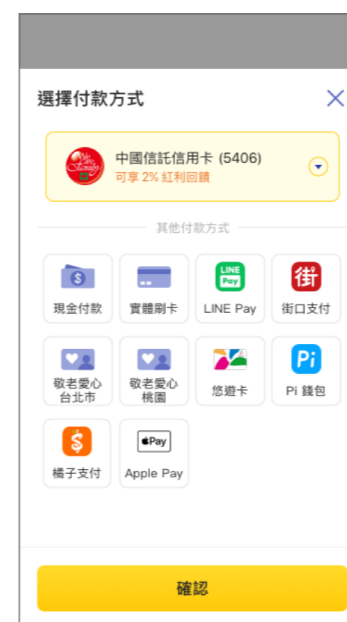 選擇付款方式
We Are Family
中國信託信用卡 (5406)
可享 2% 紅利回饋
其他付款方式
現金付款
實體刷卡
LINE Pay
LINE Pay
街
街口支付
敬老愛心
台北市
敬老愛心
桃園
悠遊卡
Pi
Pi 錢包
橘子支付
Pay
Apple Pay
確認